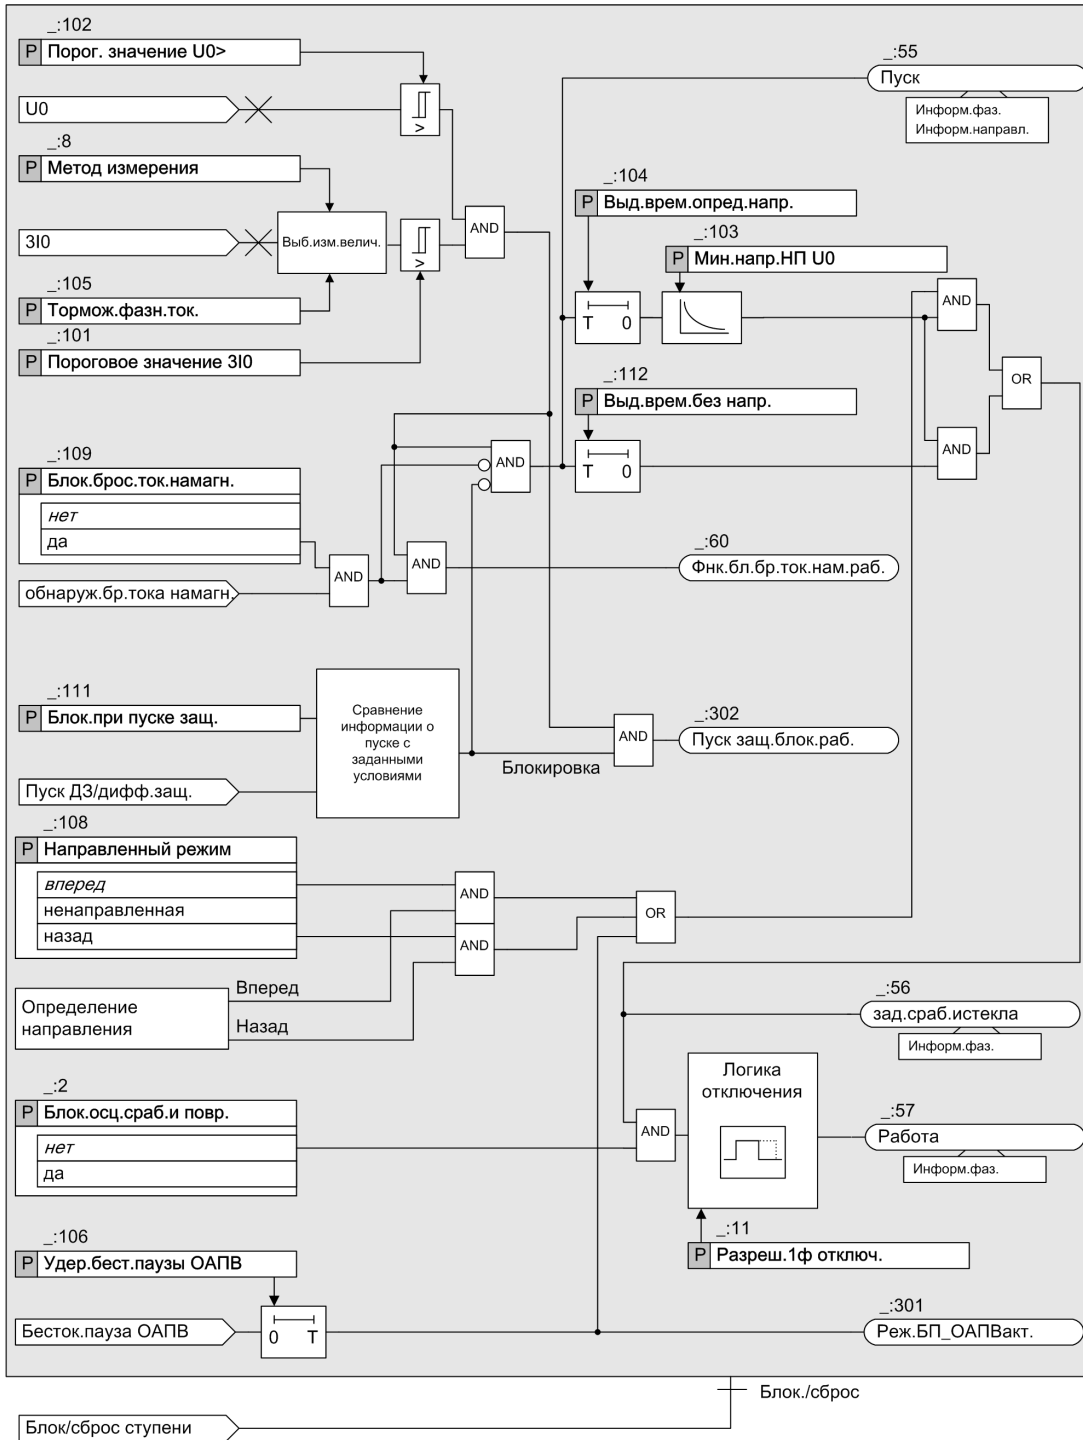 _:102
P Порог. значение U0>
U0
>
_:8
P Метод измерения
3I0
Выб.изм.велич.
>
AND
_:105
P Тормож.фазн.ток.
_:101
P Пороговое значение 3I0
_:55
Пуск
Информ.фаз.
Информ.направл.
_:104
P Выд.врем.опред.напр.
_:103
P Мин.напр.НП U0
T 0
AND
OR
_:112
P Выд.врем.без напр.
T 0
AND
_:109
P Блок.брос.ток.намагн.
нет
да
обнаруж.бр.тока намагн.
AND
AND
AND
_:60
Фнк.бл.бр.ток.нам.раб.
_:111
P Блок.при пуске защ.
Пуск ДЗ/дифф.защ.
Сравнение
информации о
пуске с
заданными
условиями
Блокировка
AND
_:302
Пуск защ.блок.раб.
_:108
P Направленный режим
вперед
ненаправленная
назад
AND
AND
OR
Определение
направления
Вперед
Назад
_:56
зад.сраб.истекла
Информ.фаз.
_:2
P Блок.осц.сраб.и повр.
нет
да
AND
Логика
отключения
_:57
Работа
Информ.фаз.
_:11
P Разреш.1ф отключ.
_:106
P Удер.бест.паузы ОАПВ
Бесток.пауза ОАПВ
0 T
_:301
Реж.БП_ОАПВакт.
Блок./сброс
Блок/сброс ступени